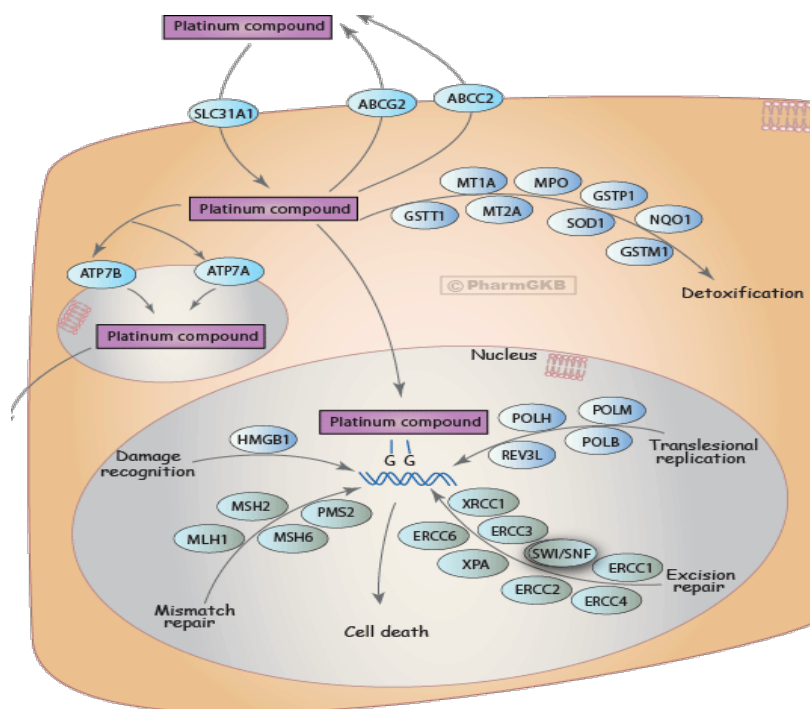 Platinum compound
SLC31A1
ABCG2
ABCC2
Platinum compound
MT1A
MPO
GSTP1
GSTT1
MT2A
SOD1
NQO1
GSTM1
Detoxification
ATP7B
ATP7A
Platinum compound
© PharmGKB
Nucleus
Platinum compound
G G
HMGB1
Damage
recognition
POLH
POLM
REV3L
POLB
Translesional
replication
MSH2
PMS2
MLH1
MSH6
Mismatch
repair
XRCC1
ERCC6
ERCC3
XPA
SWI/SNF
ERCC1
ERCC2
ERCC4
Excision
repair
Cell death